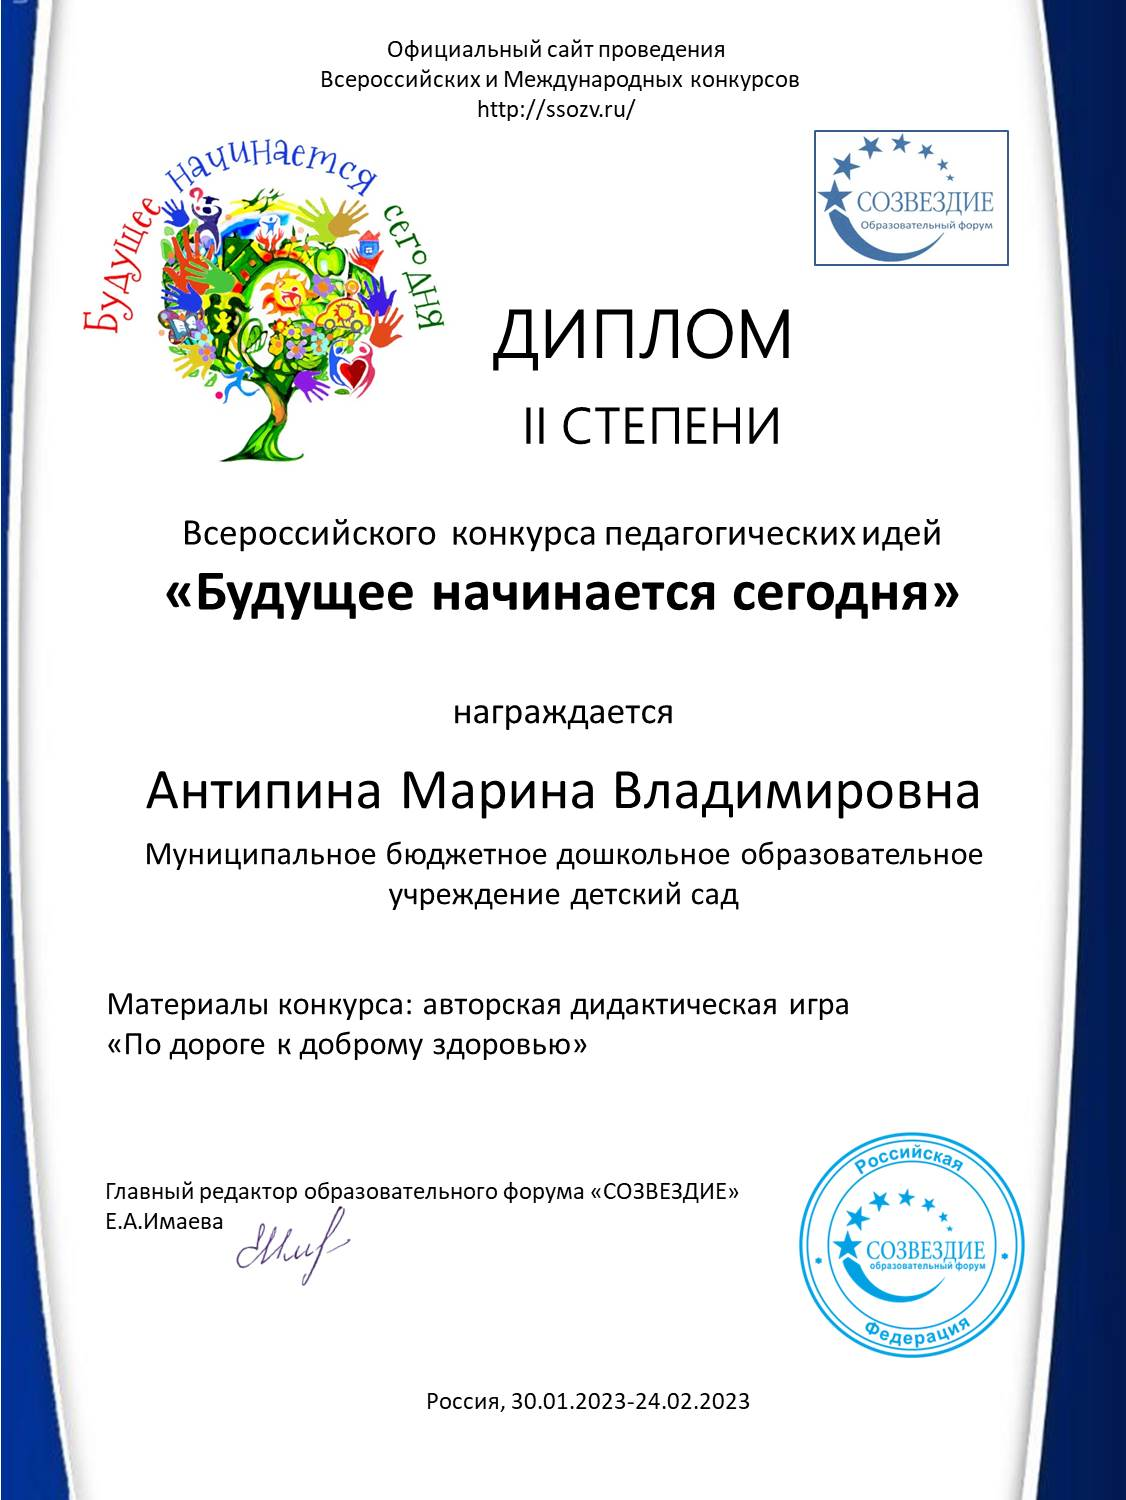 Официальный сайт проведения
Всероссийских и Международных конкурсов
http://ssozv.ru/
Будущее начинается сегодня
СОЗВЕЗДИЕ
Образовательный форум
ДИПЛОМ
II СТЕПЕНИ
Всероссийского конкурса педагогических идей
«Будущее начинается сегодня»
награждается
Антипина Марина Владимировна
Муниципальное бюджетное дошкольное образовательное
учреждение детский сад
Материалы конкурса: авторская дидактическая игра
«По дороге к доброму здоровью»
Главный редактор образовательного форума «СОЗВЕЗДИЕ»
Е.А.Имаева
Российская
СОЗВЕЗДИЕ
образовательный форум
Федерация
Россия, 30.01.2023-24.02.2023